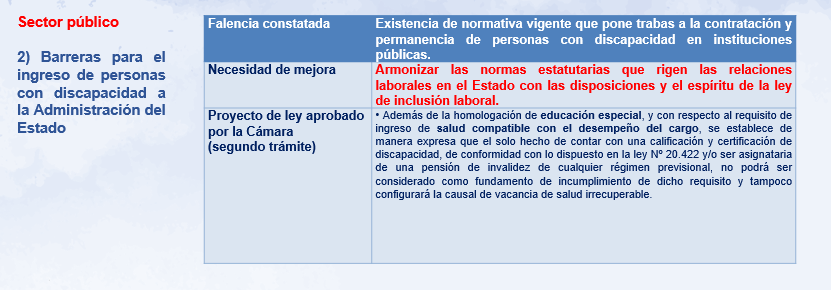 Sector público
2) Barreras para el
ingreso de personas
con discapacidad a
la Administración del
Estado
Falencia constatada
Existencia de normativa vigente que pone trabas a la contratación y
permanencia de personas con discapacidad en instituciones
públicas.
Necesidad de mejora
Armonizar las normas estatutarias que rigen las relaciones
laborales en el Estado con las disposiciones y el espíritu de la ley
de inclusión laboral.
Proyecto de ley aprobado
por la Cámara
(segundo trámite)
• Además de la homologación de educación especial, y con respecto al requisito de
ingreso de salud compatible con el desempeño del cargo, se establece de
manera expresa que el solo hecho de contar con una calificación y certificación de
discapacidad, de conformidad con lo dispuesto en la ley Nº 20.422 y/o ser asignataria
de una pensión de invalidez de cualquier régimen previsional, no podrá ser
considerado como fundamento de incumplimiento de dicho requisito y tampoco
configurará la causal de vacancia de salud irrecuperable.